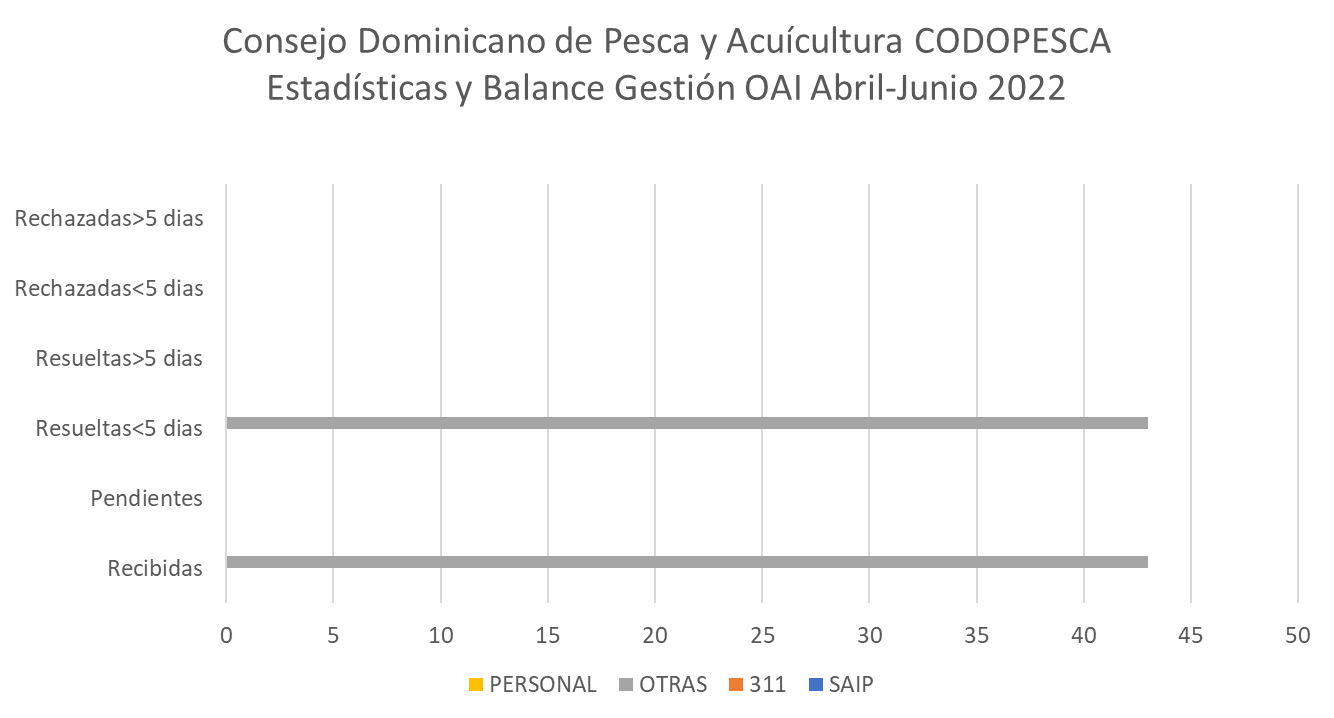 Consejo Dominicano de Pesca y Acuícultura CODOPESCA
Estadísticas y Balance Gestión OAI Abril-Junio 2022
Rechazadas>5 dias
Rechazadas<5 dias
Resueltas>5 dias
Resueltas<5 dias
Pendientes
Recibidas
0 5 10 15 20 25 30 35 40 45 50
PERSONAL OTRAS 311 SAIP